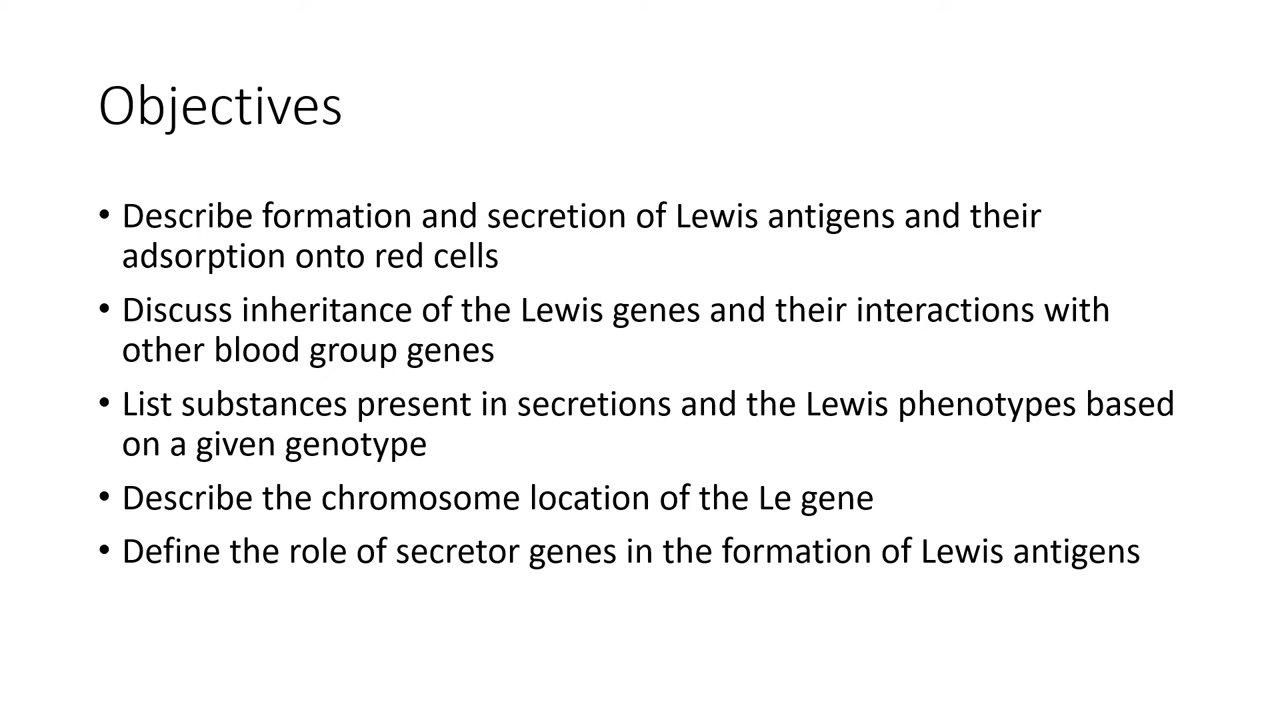 Objectives
• Describe formation and secretion of Lewis antigens and their
adsorption onto red cells
• Discuss inheritance of the Lewis genes and their interactions with
other blood group genes
• List substances present in secretions and the Lewis phenotypes based
on a given genotype
• Describe the chromosome location of the Le gene
• Define the role of secretor genes in the formation of Lewis antigens